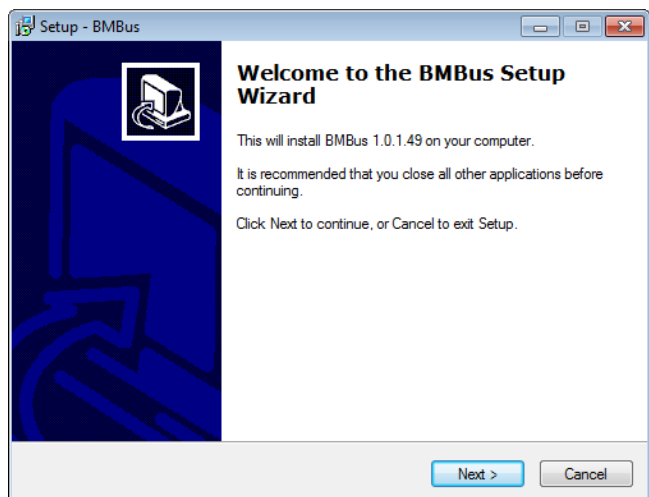 Setup - BMBus
Welcome to the BMBus Setup
Wizard
This will install BMBus 1.0.1.49 on your computer.
It is recommended that you close all other applications before
continuing.
Click Next to continue, or Cancel to exit Setup.
Next >
Cancel